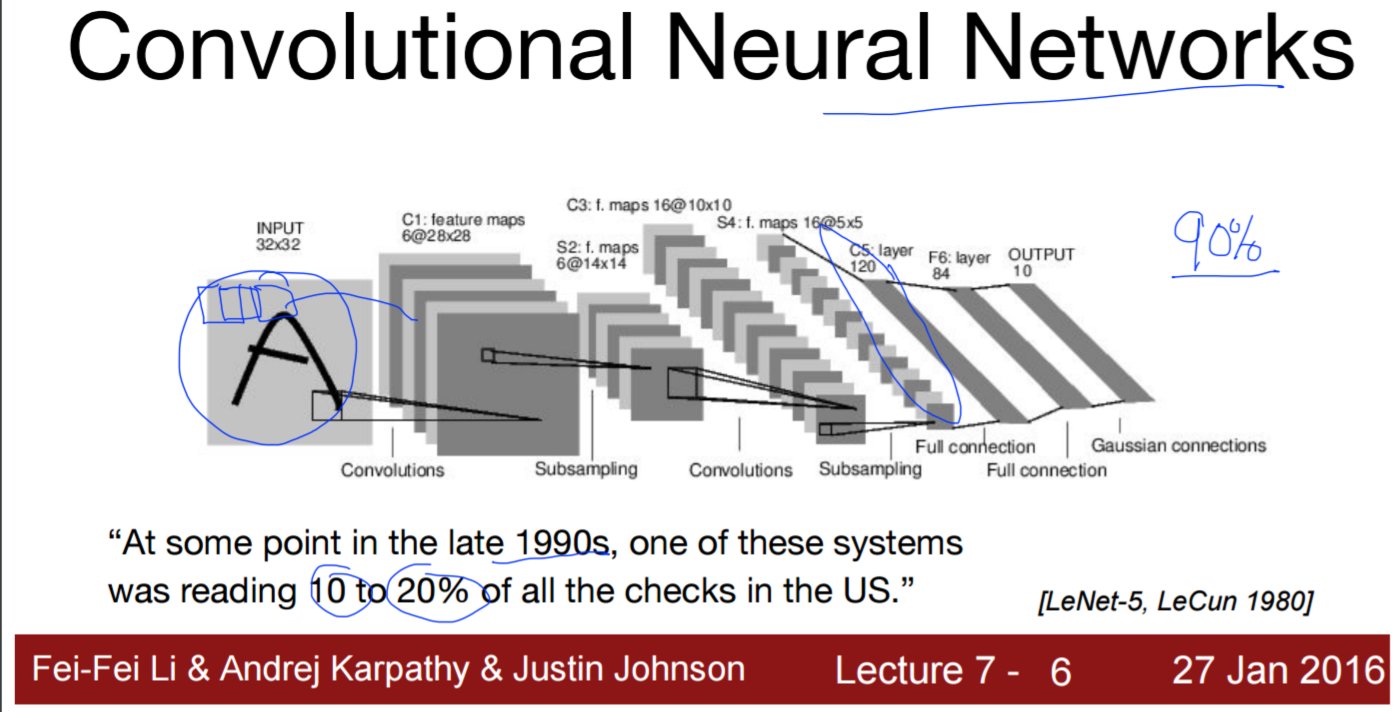 Convolutional Neural Networks
INPUT
32x32
C1: feature maps
6@28x28
C3: f. maps 16@10x10
S2: f. maps
6@14x14
S4: f. maps 16@5x5
C5: layer
120
F6: layer
84
OUTPUT
10
90%
A
Convolutions
Subsampling
Convolutions
Subsampling
Full connection
Full connection
Gaussian connections
“At some point in the late 1990s, one of these systems
was reading 10 to 20% of all the checks in the US.”
[LeNet-5, LeCun 1980]
Fei-Fei Li & Andrej Karpathy & Justin Johnson Lecture 7 - 6 27 Jan 2016